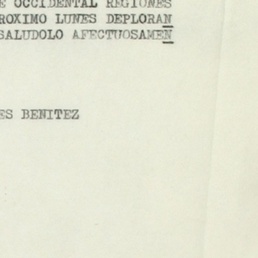 E OCCIDENTAL REGIONES
ROXIMO LUNES DEPLORAN
SALUDOLO AFECTUOSAMEN
ES BENITEZ